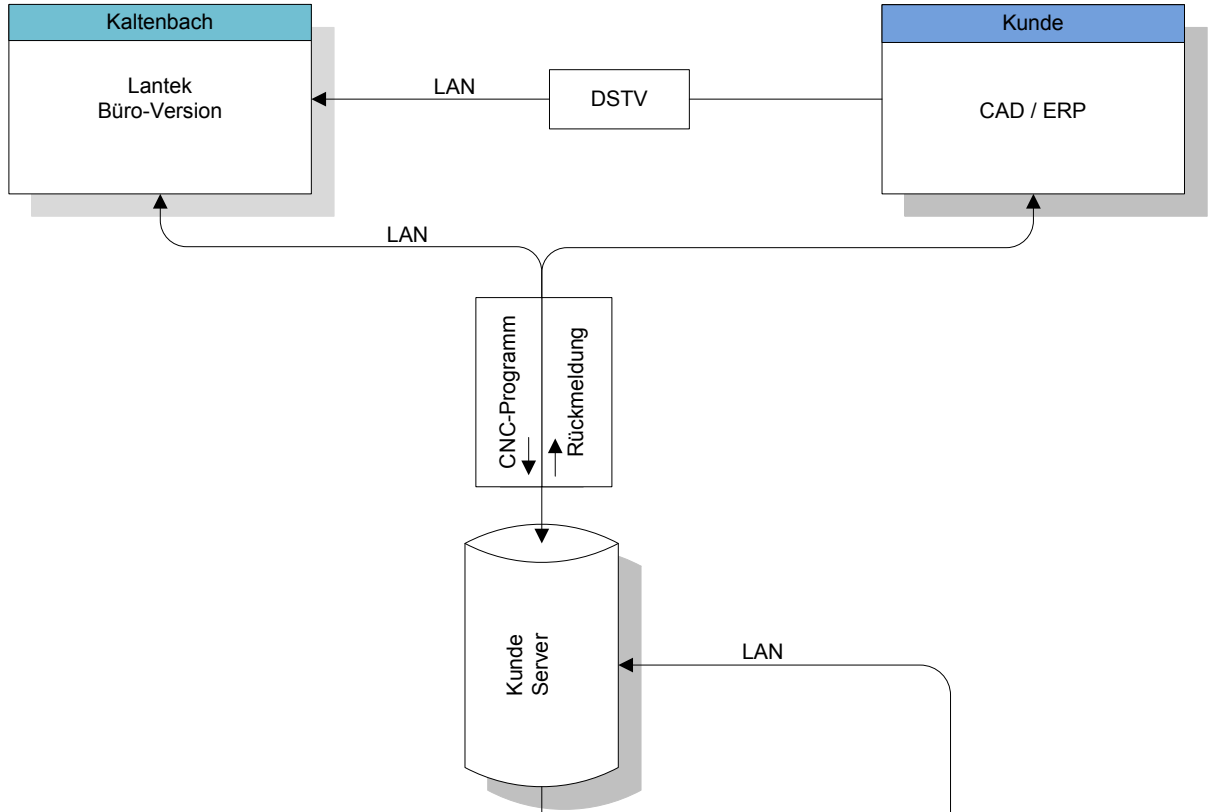 Kaltenbach
Kunde
Lantek
Büro-Version
LAN
DSTV
CAD / ERP
LAN
CNC-Programm
Rückmeldung
Kunde
Server
LAN